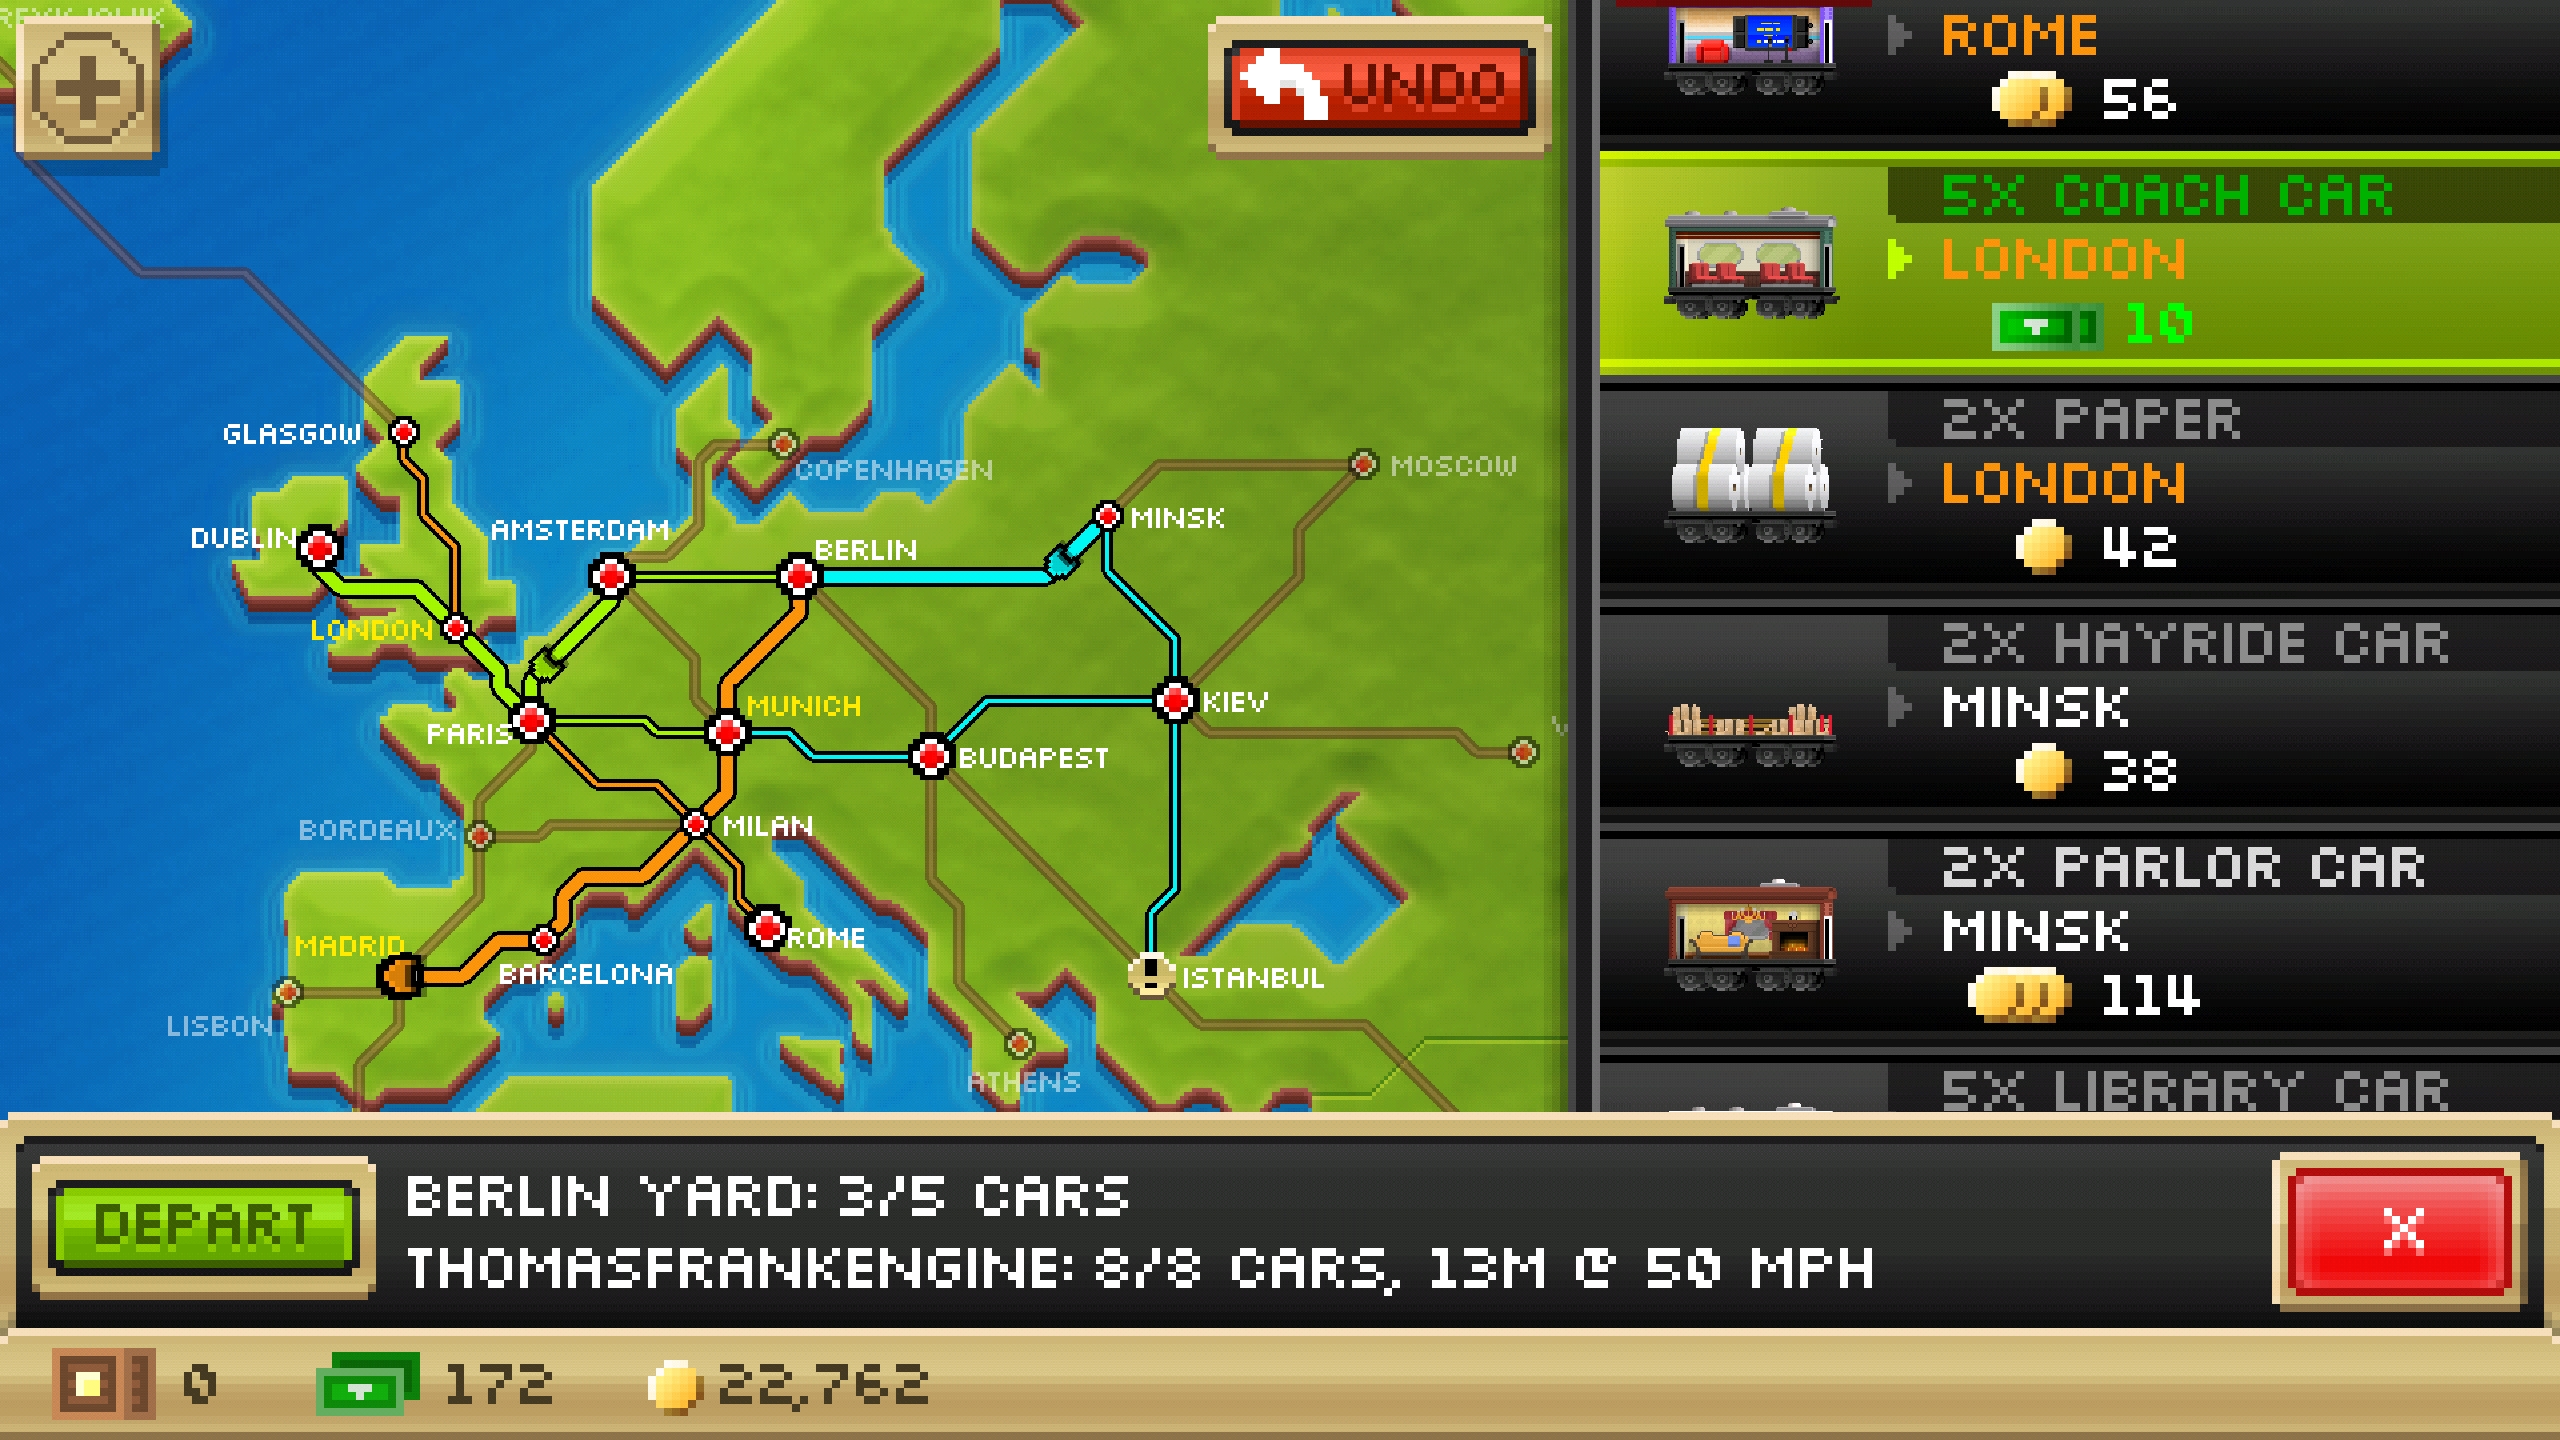 REYKJAVIK
UNDO
GLASGOW
COPENHAGEN
MOSCOW
DUBLIN
AMSTERDAM
BERLIN
MINSK
LONDON
MUNICH
KIEV
PARIS
BUDAPEST
BORDEAUX
MILAN
MADRID
ROME
BARCELONA
ISTANBUL
LISBON
ATHENS
ROME
56
5X COACH CAR
LONDON
10
2X PAPER
LONDON
42
2X HAYRIDE CAR
MINSK
38
2X PARLOR CAR
MINSK
114
5X LIBRARY CAR
DEPART
BERLIN YARD: 3/5 CARS
THOMASFRANKENGINE: 8/8 CARS, 13M @ 50 MPH
X
0
172
22,762